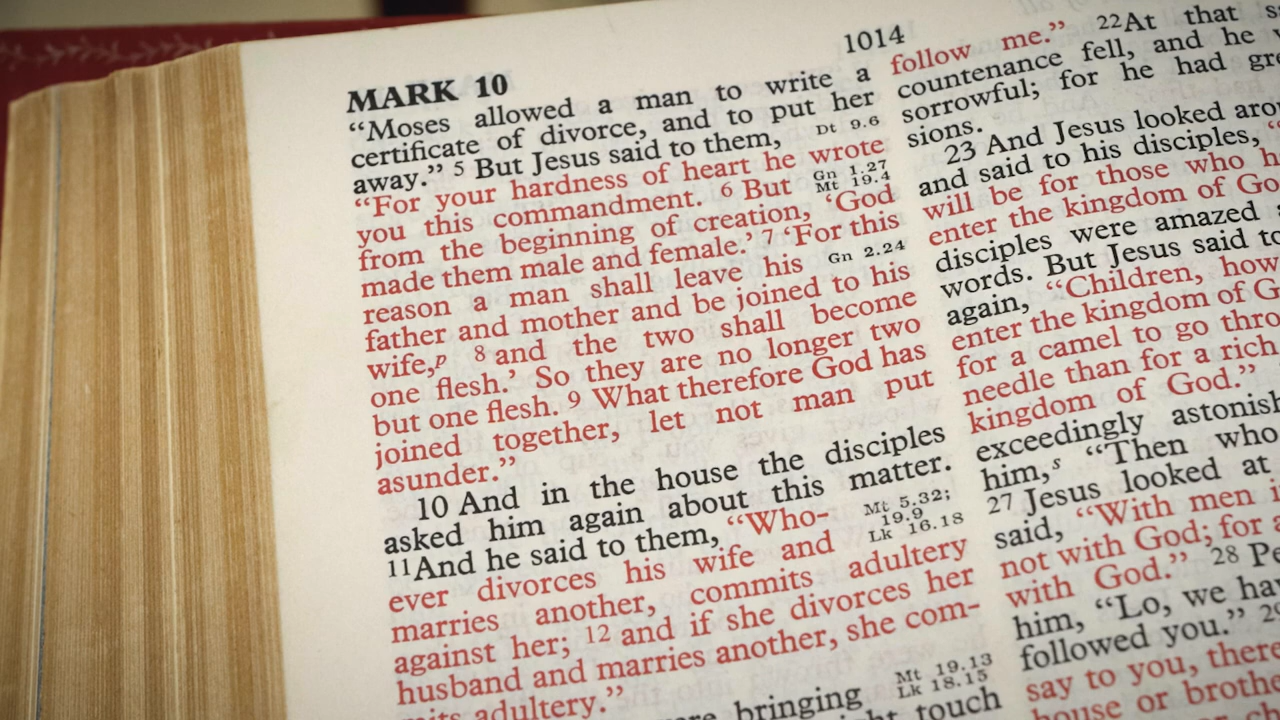 1014
MARK 10
“Moses allowed a man to write a
certificate of divorce, and to put her
away.” 5 But Jesus said to them, Dt 9.6
“For your hardness of heart he wrote
you this commandment. 6 But Gn 1.27
Mt 19.4
from the beginning of creation, ‘God
made them male and female.’ 7 ‘For this
reason a man shall leave his Gn 2.24
father and mother and be joined to his
wife,p 8 and the two shall become
one flesh.’ So they are no longer two
but one flesh. 9 What therefore God has
joined together, let not man put
asunder.”
10 And in the house the disciples
asked him again about this matter.
11 And he said to them, “Who- Mt 5.32;
19.9
Lk 16.18
ever divorces his wife and
marries another, commits adultery
against her; 12 and if she divorces her
husband and marries another, she com-
mits adultery.”
Mt 19.13
Lk 18.15
bringing
touch
follow me.” 22 At that
countenance fell, and he
sorrowful; for he had
sions.
23 And Jesus looked
and said to his disciples,
will be for those who
enter the kingdom of
disciples were amazed
words. But Jesus said
again, “Children, how
enter the kingdom of
for a camel to go
needle than for a rich
kingdom of God.”
exceedingly
him,s “Then who
27 Jesus looked at
said, “With men
not with God; for
with God.” 28
him, “Lo, we
followed you.”
say to you,
house or